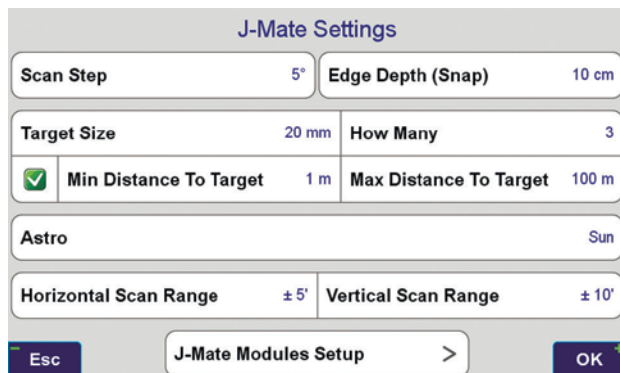 J-Mate Settings
Scan Step 5° Edge Depth (Snap) 10 cm
Target Size 20 mm How Many 3
Min Distance To Target 1 m Max Distance To Target 100 m
Astro Sun
Horizontal Scan Range ± 5' Vertical Scan Range ± 10'
Esc J-Mate Modules Setup > OK